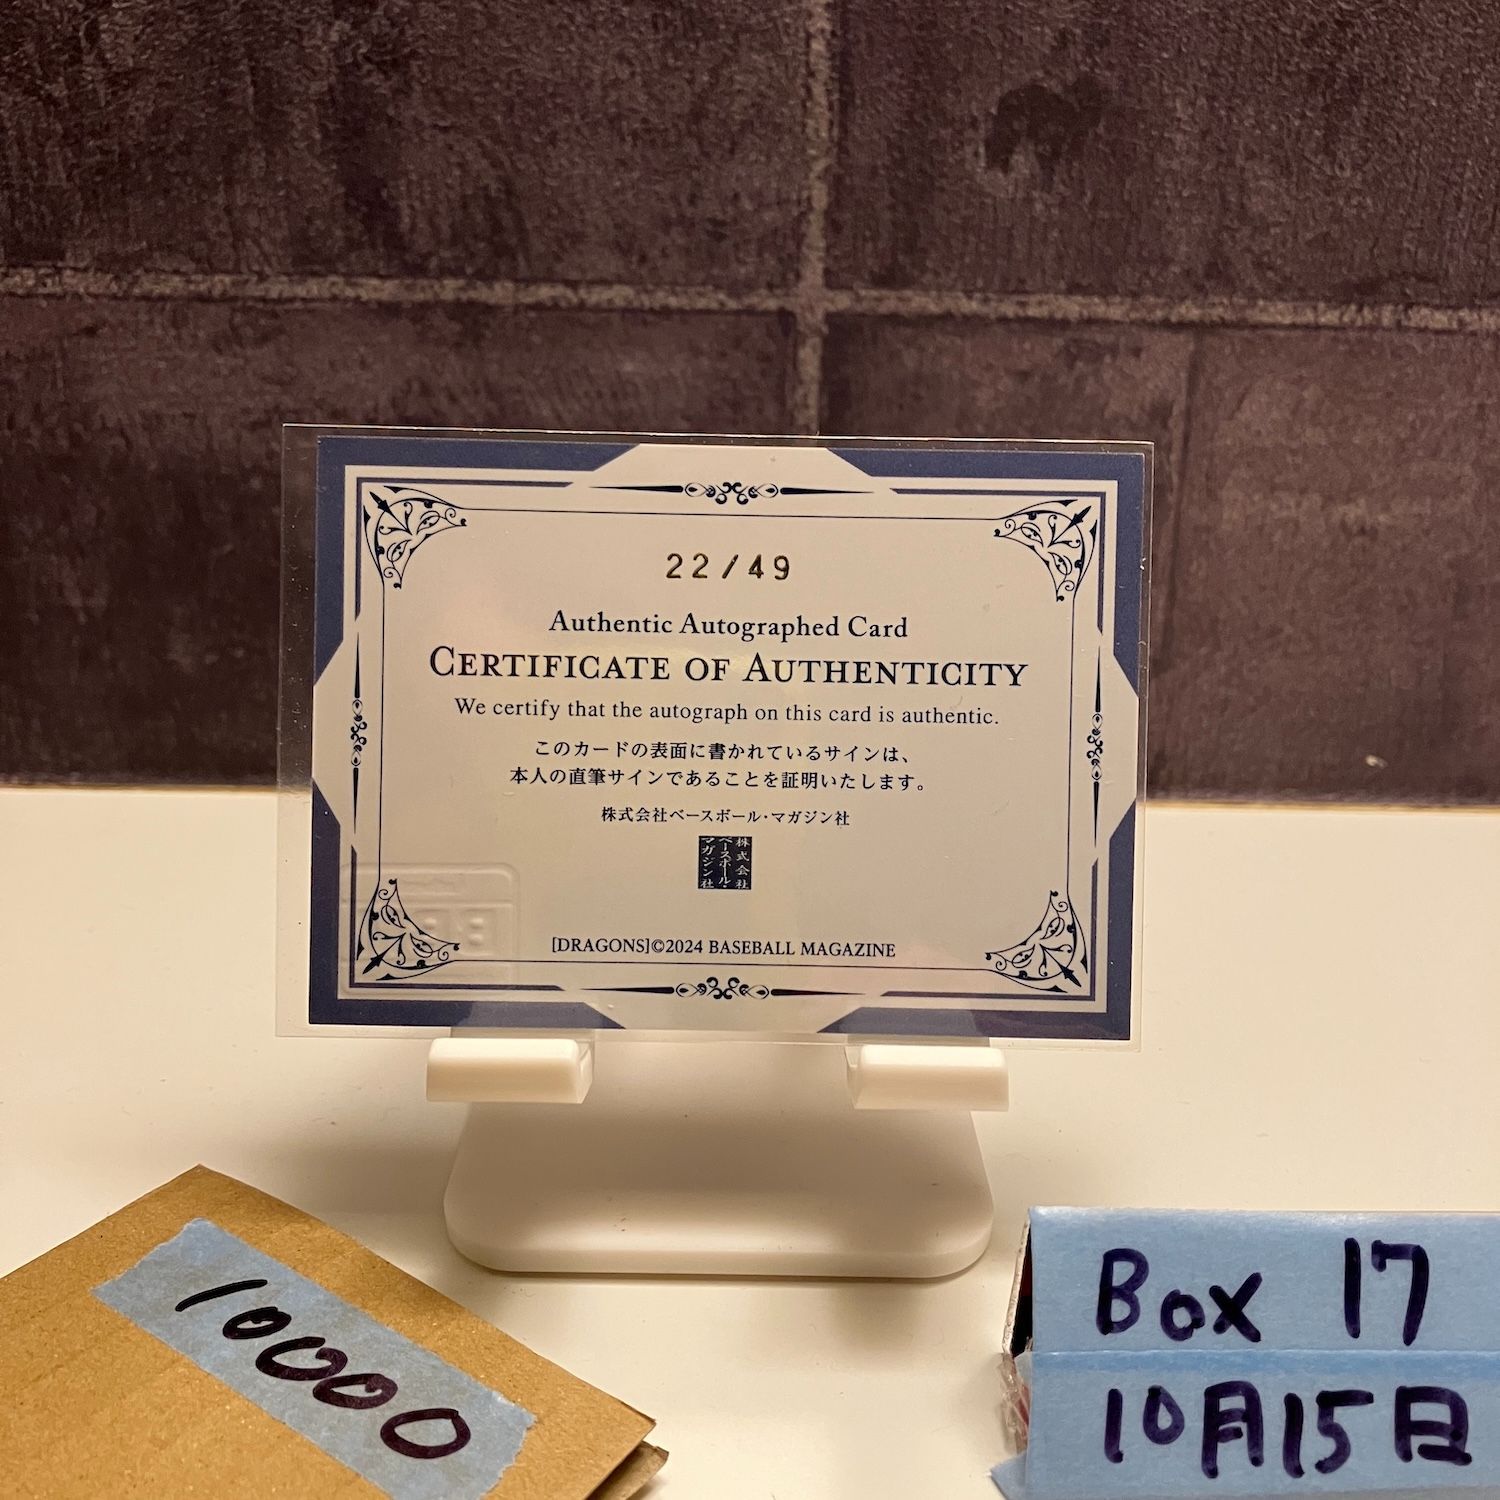 22/49
Authentic Autographed Card
CERTIFICATE OF AUTHENTICITY
We certify that the autograph on this card is authentic.
このカードの表面に書かれているサインは、
本人の直筆サインであることを証明いたします。
株式会社ベースボール・マガジン社
株式会社
ベースボール・
マガジン社
[DRAGONS]©2024 BASEBALL MAGAZINE
10000
Box 17
10月15日